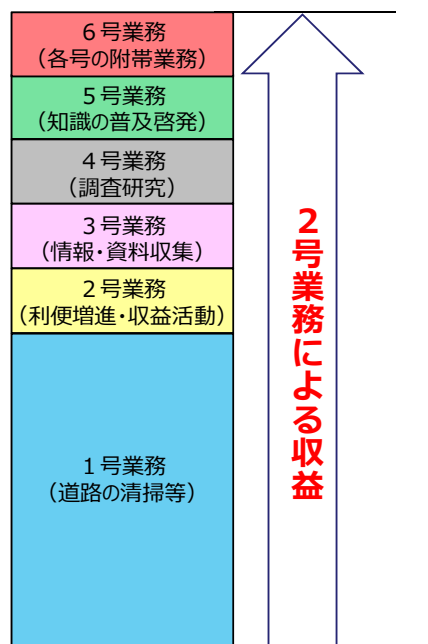 ６号業務
（各号の附帯業務）
５号業務
（知識の普及啓発）
４号業務
（調査研究）
３号業務
（情報・資料収集）
２号業務
（利便増進・収益活動）
１号業務
（道路の清掃等）
２号業務による収益